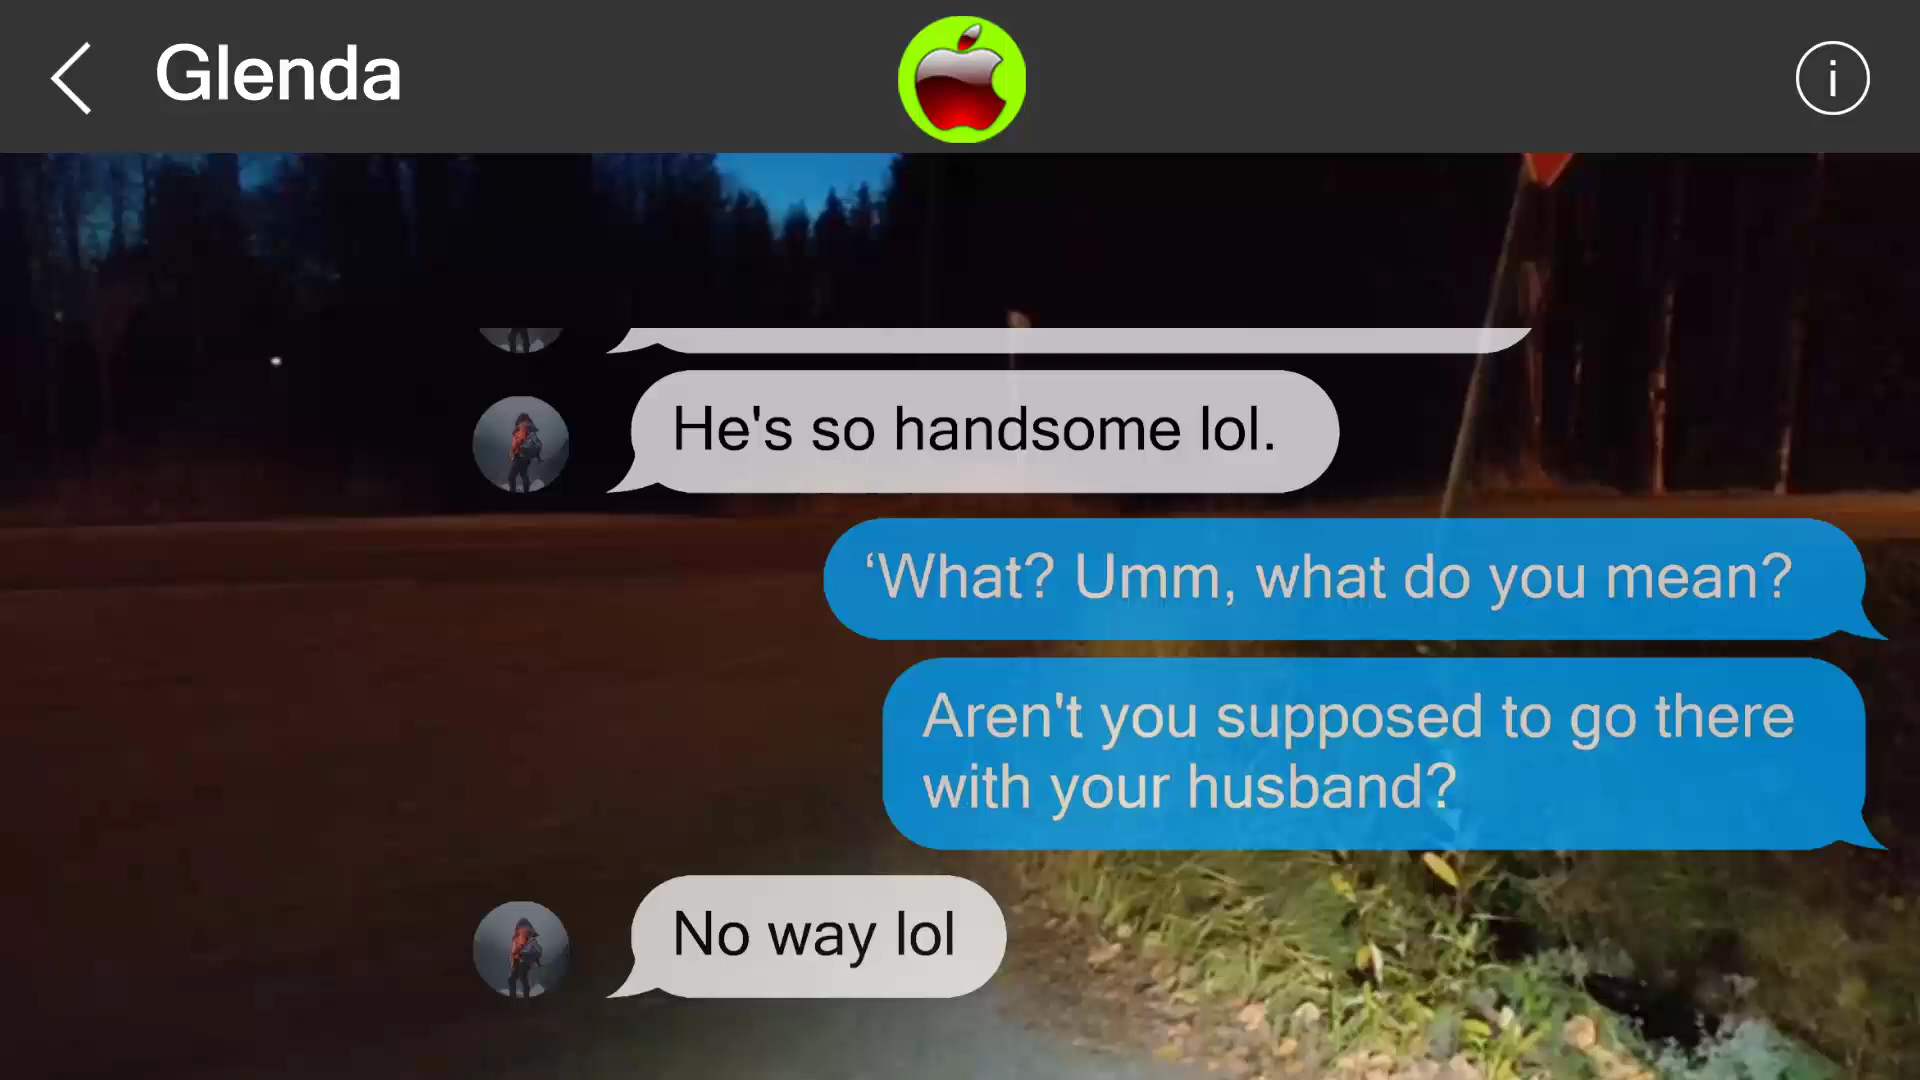 Glenda
i
He's so handsome lol.
‘What? Umm, what do you mean?
Aren't you supposed to go there
with your husband?
No way lol